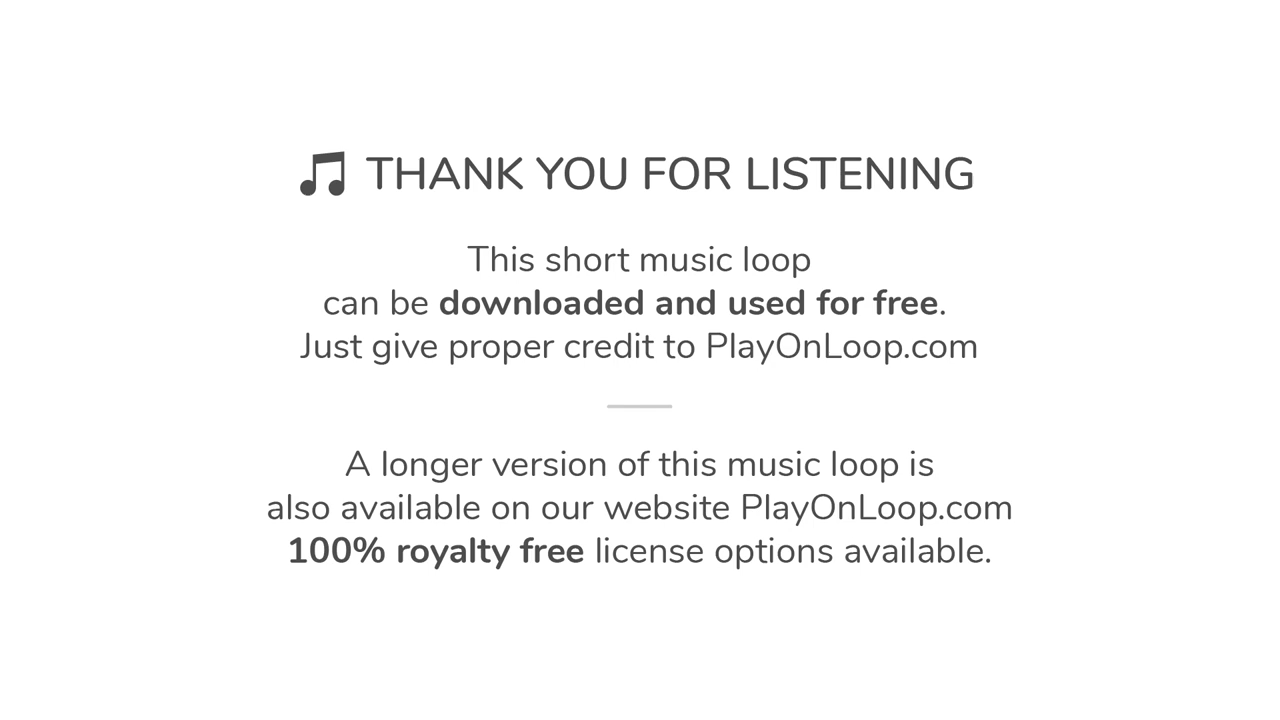 THANK YOU FOR LISTENING
This short music loop
can be downloaded and used for free.
Just give proper credit to PlayOnLoop.com
A longer version of this music loop is
also available on our website PlayOnLoop.com
100% royalty free license options available.